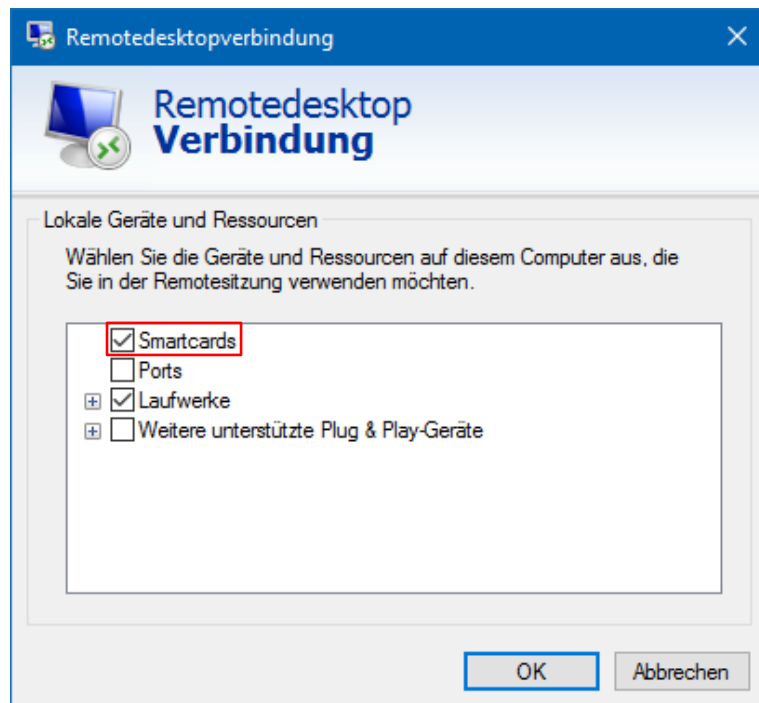 Remotedesktopverbindung
Remotedesktop
Verbindung
Lokale Geräte und Ressourcen
Wählen Sie die Geräte und Ressourcen auf diesem Computer aus, die
Sie in der Remotesitzung verwenden möchten.
Smartcards
Ports
Laufwerke
Weitere unterstützte Plug & Play-Geräte
OK
Abbrechen